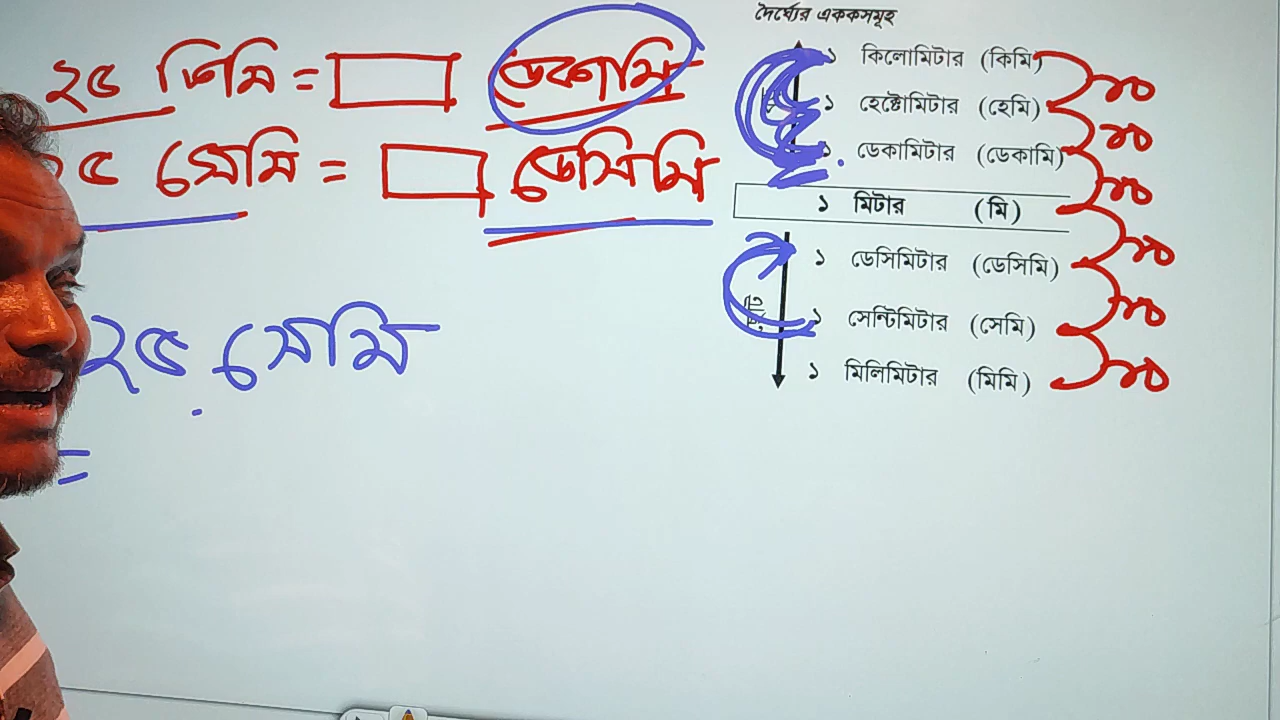 দৈর্ঘ্যের এককসমূহ
২৫ কিমি = ডেকামি
২৫ সেমি = ডেসিমি
২৫ সেমি
=
১ কিলোমিটার (কিমি) ১০
১ হেক্টোমিটার (হেমি) ১০
১ ডেকামিটার (ডেকামি) ১০
১ মিটার (মি) ১০
১ ডেসিমিটার (ডেসিমি) ১০
১ সেন্টিমিটার (সেমি) ১০
১ মিলিমিটার (মিমি)